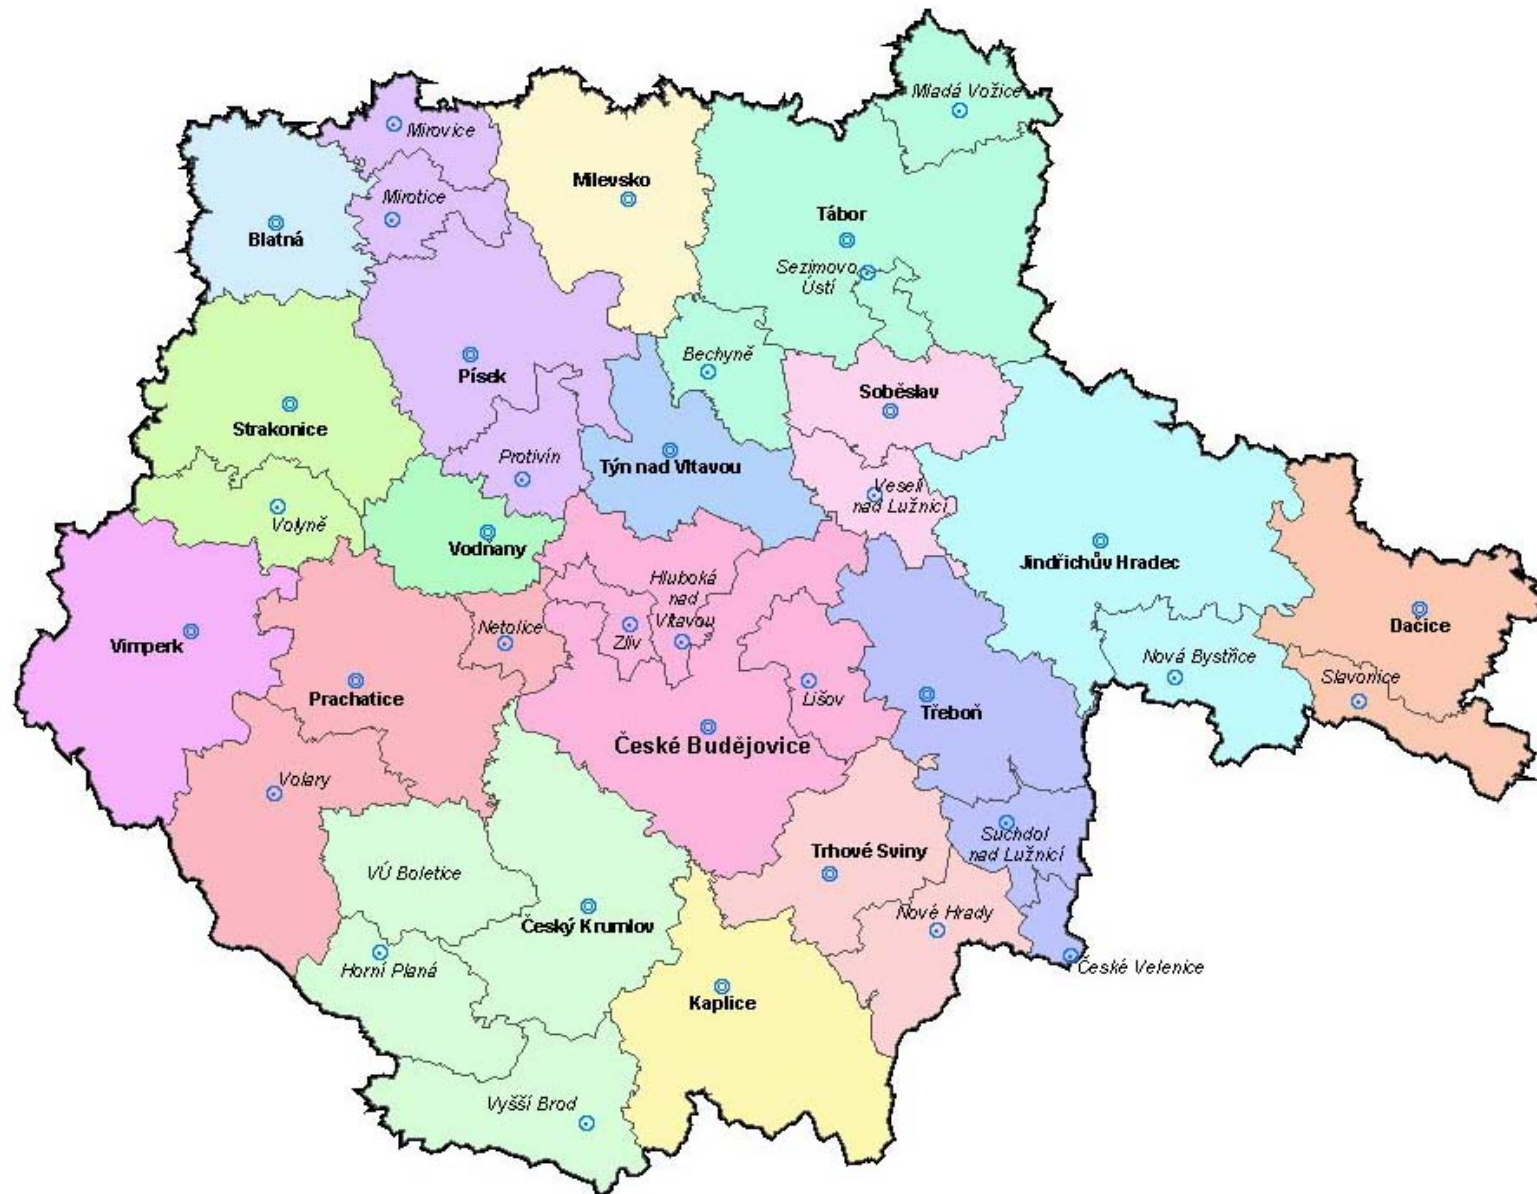 Mladá Vožice
Mirovice
Milevsko
Mirotice
Tábor
Blatná
Sezimovo
Ústí
Bechyně
Písek
Soběslav
Strakonice
Protivín
Týn nad Vltavou
Veselí
nad Lužnicí
Volyně
Vodňany
Jindřichův Hradec
Hluboká
nad
Vltavou
Netolice
Zliv
Dačice
Vimperk
Nová Bystřice
Slavonice
Prachatice
Lišov
Třeboň
České Budějovice
Volary
Suchdol
nad Lužnicí
Trhové Sviny
VÚ Boletice
Nové Hrady
Český Krumlov
Horní Planá
České Velenice
Kaplice
Vyšší Brod